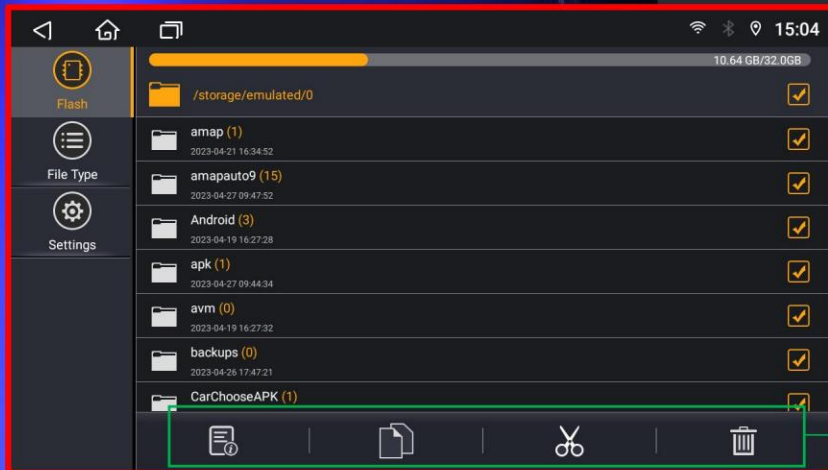 15:04
10.64 GB/32.0GB
Flash
/storage/emulated/0
amap (1)
2023-04-21 16:34:52
File Type
amapauto9 (15)
2023-04-27 09:47:52
Android (3)
2023-04-19 16:27:28
Settings
apk (1)
2023-04-27 09:44:34
avm (0)
2023-04-19 16:27:32
backups (0)
2023-04-26 17:47:21
CarChooseAPK (1)